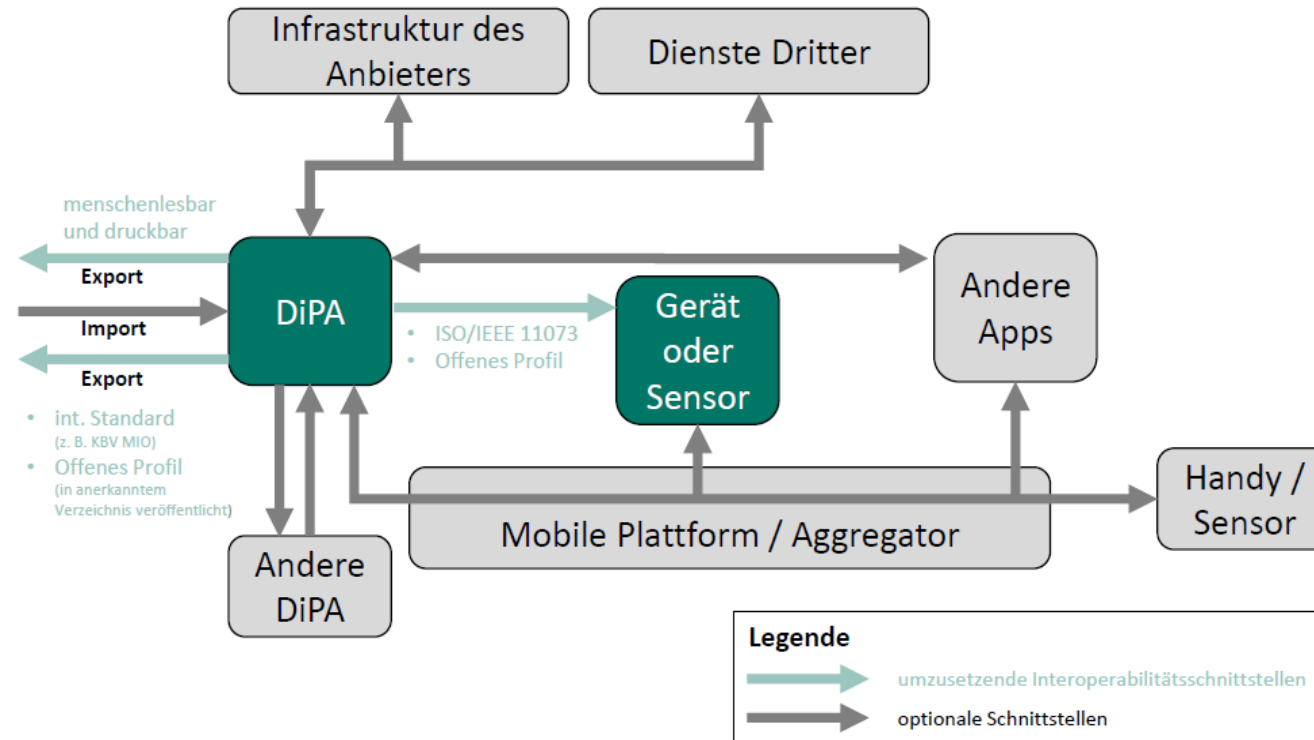 Infrastruktur des
Anbieters
Dienste Dritter
menschenlesbar
und druckbar
Export
Import
Export
DiPA
• ISO/IEEE 11073
• Offenes Profil
Gerät
oder
Sensor
Andere
Apps
• int. Standard
(z. B. KBV MIO)
• Offenes Profil
(in anerkanntem
Verzeichnis veröffentlicht)
Andere
DiPA
Mobile Plattform / Aggregator
Handy /
Sensor
Legende
umzusetzende Interoperabilitätsschnittstellen
optionale Schnittstellen